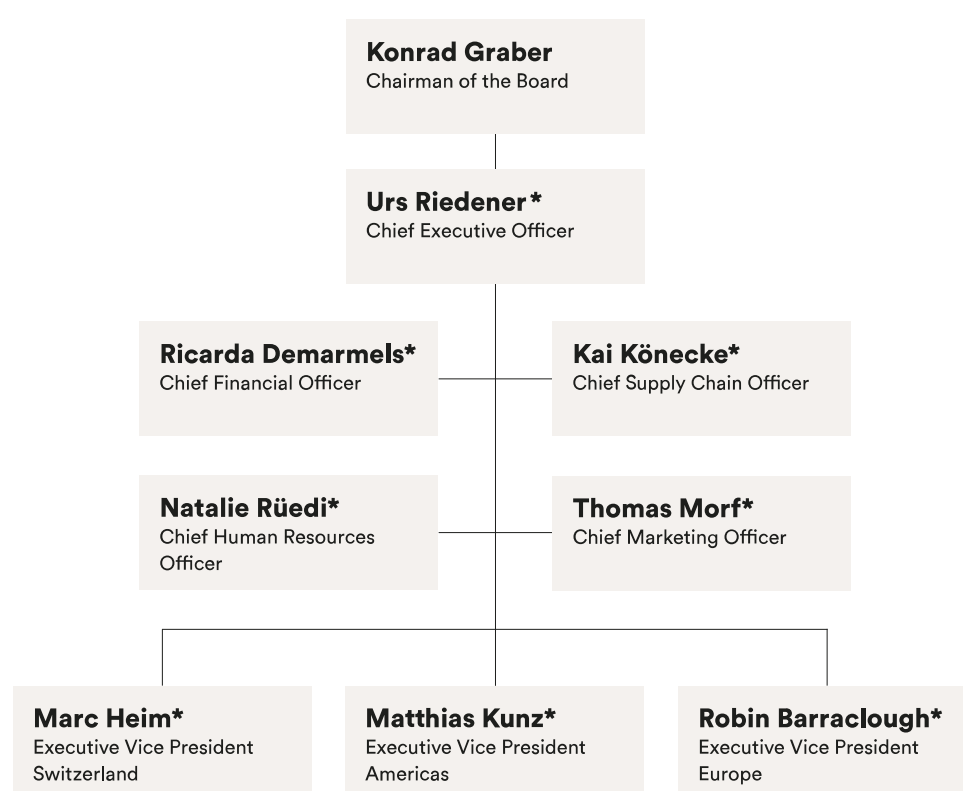 Konrad Graber
Chairman of the Board
Urs Riedener*
Chief Executive Officer
Ricarda Demarmels*
Chief Financial Officer
Kai Könecke*
Chief Supply Chain Officer
Natalie Rüedi*
Chief Human Resources
Officer
Thomas Morf*
Chief Marketing Officer
Marc Heim*
Executive Vice President
Switzerland
Matthias Kunz*
Executive Vice President
Americas
Robin Barraclough*
Executive Vice President
Europe